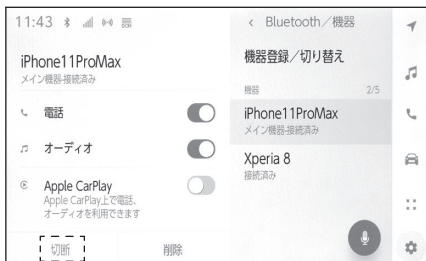 11:43
iPhone11ProMax
メイン機器-接続済み
電話
オーディオ
Apple CarPlay
Apple CarPlay上で電話、
オーディオを利用できます
切断 削除
< Bluetooth／機器
機器登録／切り替え
機器 2/5
iPhone11ProMax
メイン機器-接続済み
Xperia 8
接続済み